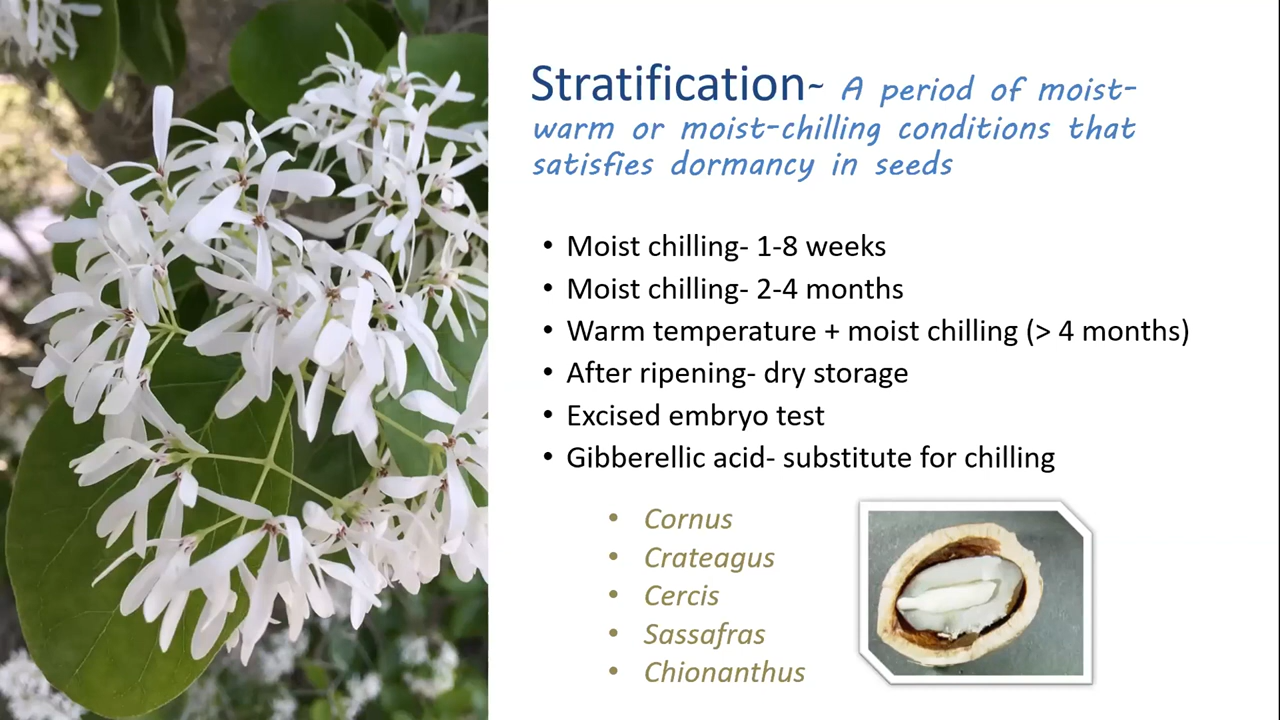 Stratification~ A period of moist-
warm or moist-chilling conditions that
satisfies dormancy in seeds
• Moist chilling- 1-8 weeks
• Moist chilling- 2-4 months
• Warm temperature + moist chilling (> 4 months)
• After ripening- dry storage
• Excised embryo test
• Gibberellic acid- substitute for chilling
• Cornus
• Crateagus
• Cercis
• Sassafras
• Chionanthus